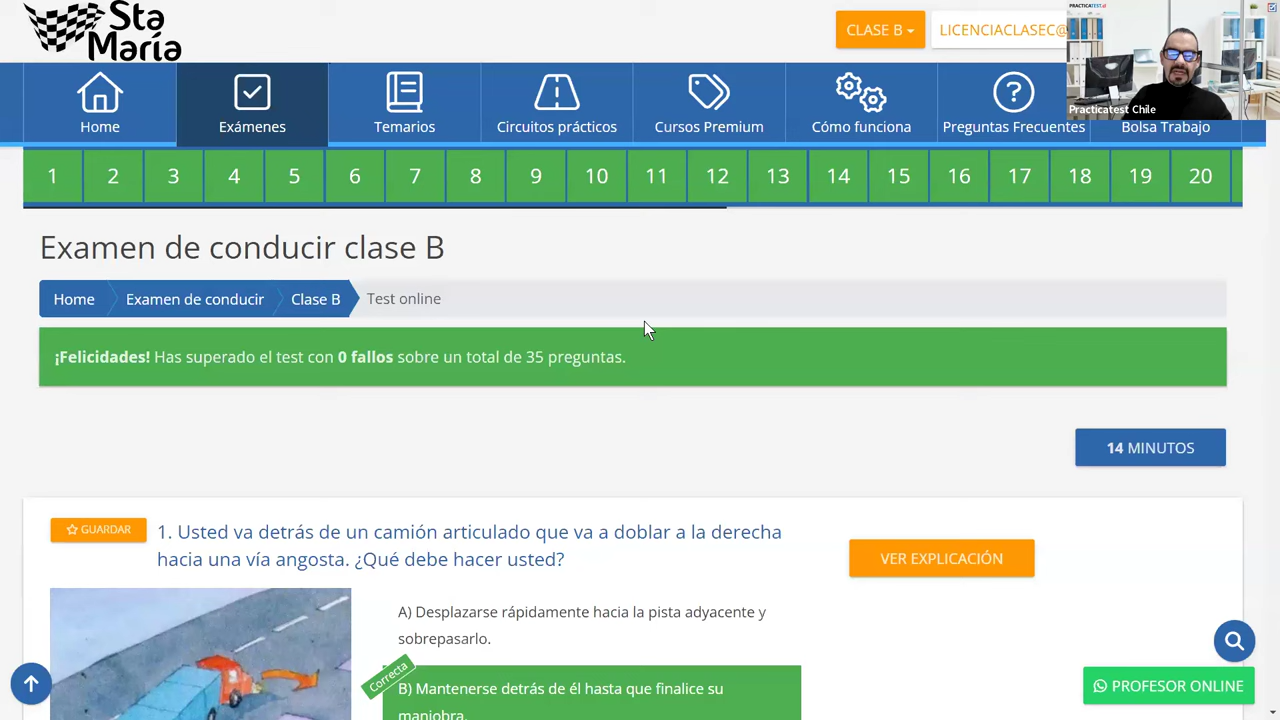 Sta
María
CLASE B
LICENCIACLASEC@
PRACTICATEST.cl
Practicatest Chile
Home
Exámenes
Temarios
Circuitos prácticos
Cursos Premium
Cómo funciona
Preguntas Frecuentes
Bolsa Trabajo
1 2 3 4 5 6 7 8 9 10 11 12 13 14 15 16 17 18 19 20
Examen de conducir clase B
Home Examen de conducir Clase B Test online
¡Felicidades! Has superado el test con 0 fallos sobre un total de 35 preguntas.
14 MINUTOS
GUARDAR
1. Usted va detrás de un camión articulado que va a doblar a la derecha
hacia una vía angosta. ¿Qué debe hacer usted?
VER EXPLICACIÓN
A) Desplazarse rápidamente hacia la pista adyacente y
sobrepasarlo.
Correcta
B) Mantenerse detrás de él hasta que finalice su
maniobra.
PROFESOR ONLINE